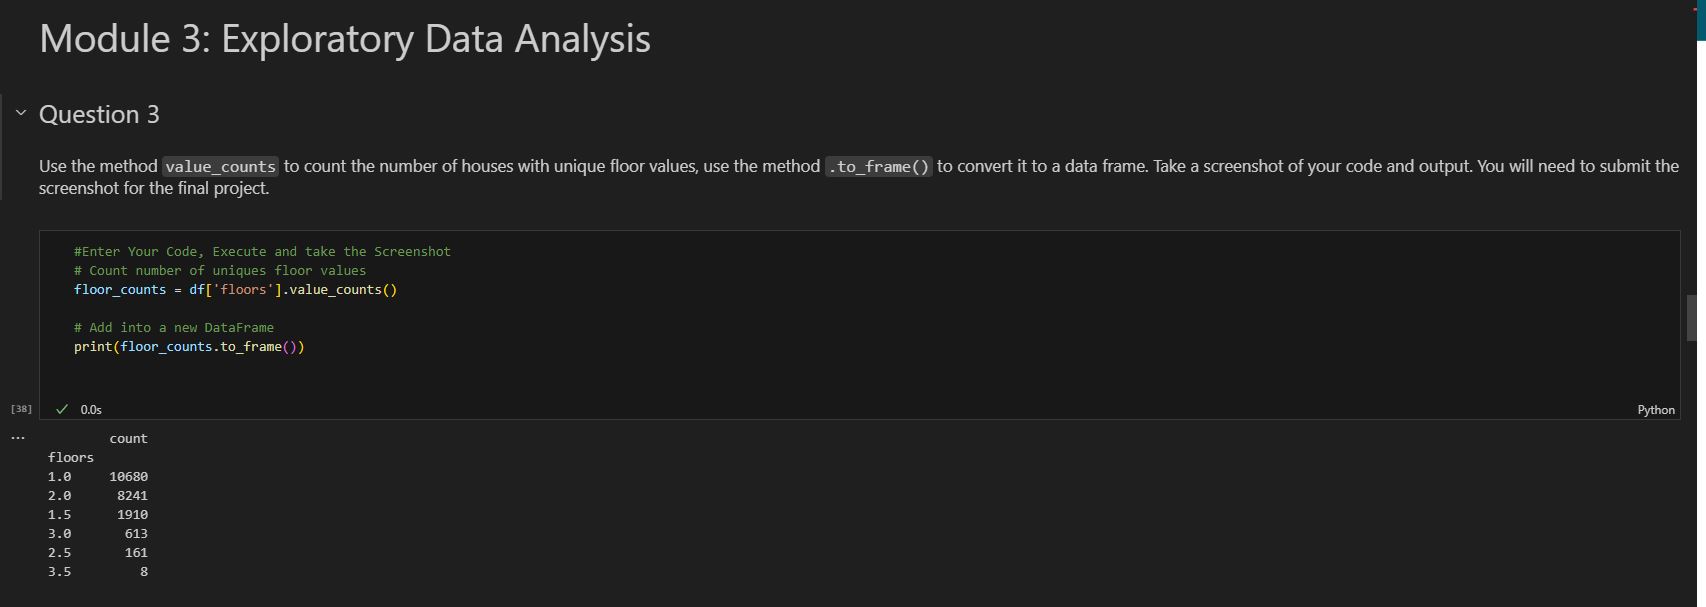 Module 3: Exploratory Data Analysis
Question 3
Use the method value_counts to count the number of houses with unique floor values, use the method .to_frame() to convert it to a data frame. Take a screenshot of your code and output. You will need to submit the
screenshot for the final project.
#Enter Your Code, Execute and take the Screenshot
# Count number of uniques floor values
floor_counts = df['floors'].value_counts()
# Add into a new DataFrame
print(floor_counts.to_frame())
[38] 0.0s Python
... count
floors
1.0 10680
2.0 8241
1.5 1910
3.0 613
2.5 161
3.5 8